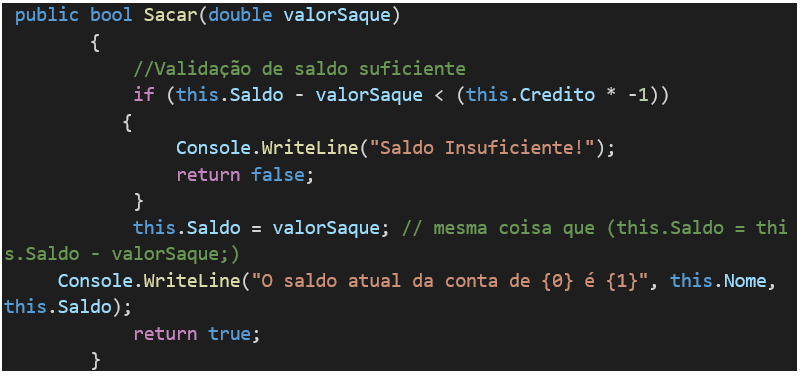 public bool Sacar(double valorSaque)
{
//Validação de saldo suficiente
if (this.Saldo - valorSaque < (this.Credito * -1))
{
Console.WriteLine("Saldo Insuficiente!");
return false;
}
this.Saldo = valorSaque; // mesma coisa que (this.Saldo = thi
s.Saldo - valorSaque;)
Console.WriteLine("O saldo atual da conta de {0} é {1}", this.Nome,
this.Saldo);
return true;
}